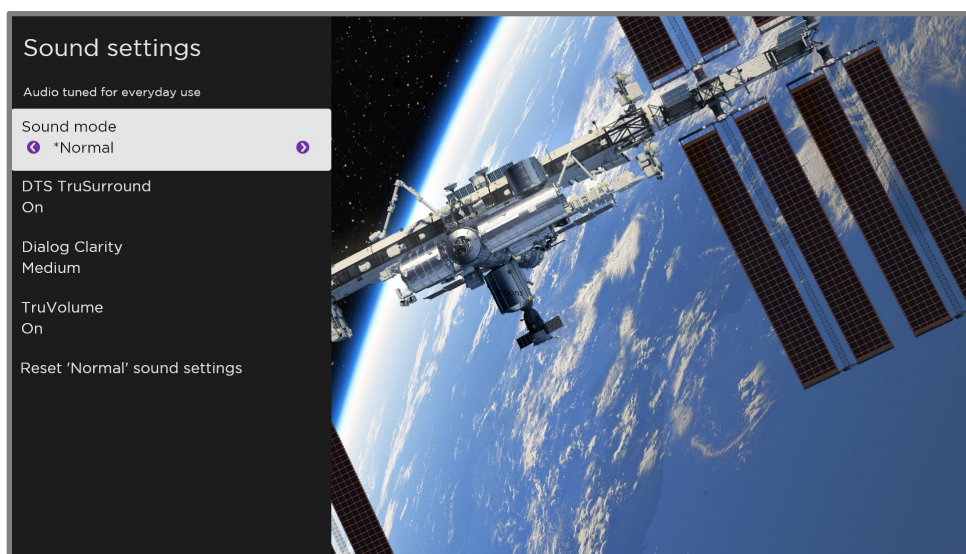 Sound settings
Audio tuned for everyday use
Sound mode
*Normal
DTS TruSurround
On
Dialog Clarity
Medium
TruVolume
On
Reset 'Normal' sound settings